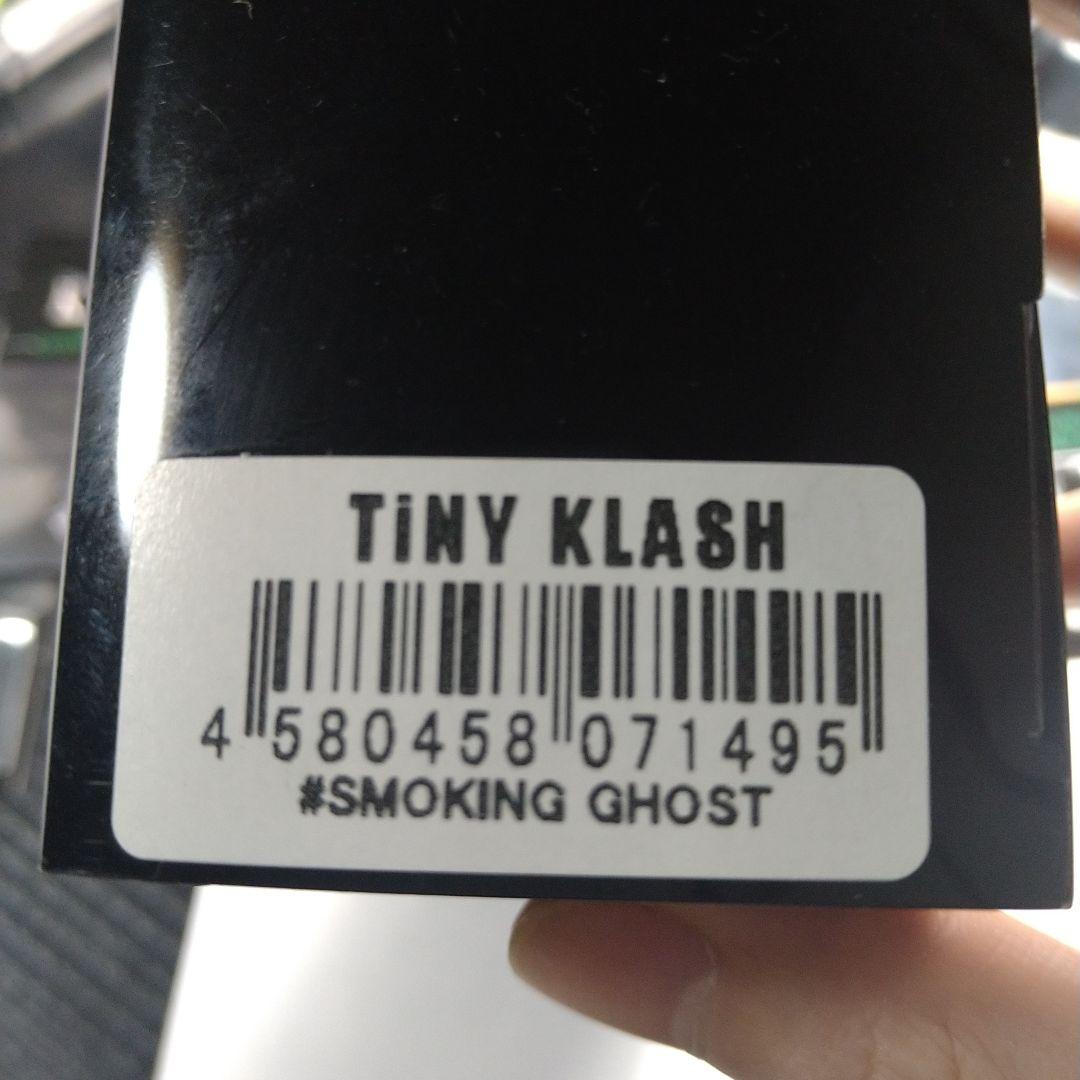 TiNY KLASH
4 580458 071495
#SMOKING GHOST